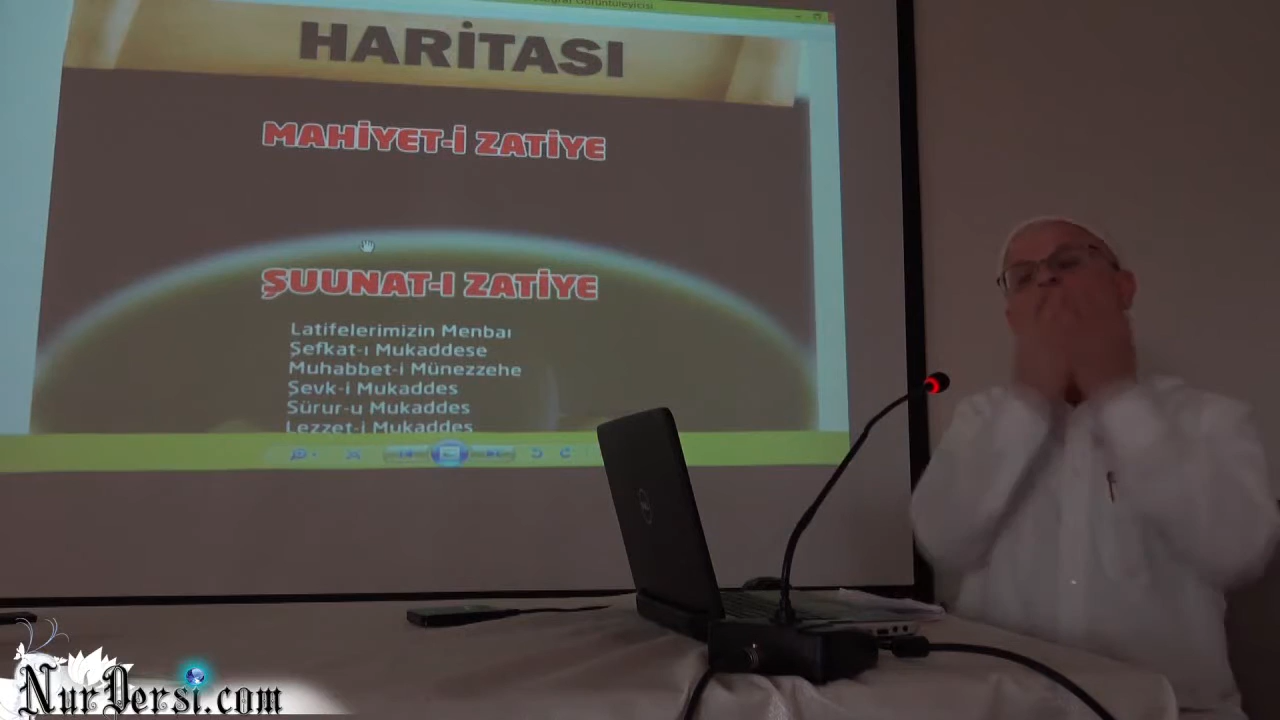 Görüntüleyicisi
HARİTASI
MAHİYET-İ ZATİYE
ŞUUNAT-I ZATİYE
Latifelerimizin Menbaı
Şefkat-ı Mukaddese
Muhabbet-i Münezzehe
Şevk-i Mukaddes
Sürur-u Mukaddes
Lezzet-i Mukaddes
NurDersi.com